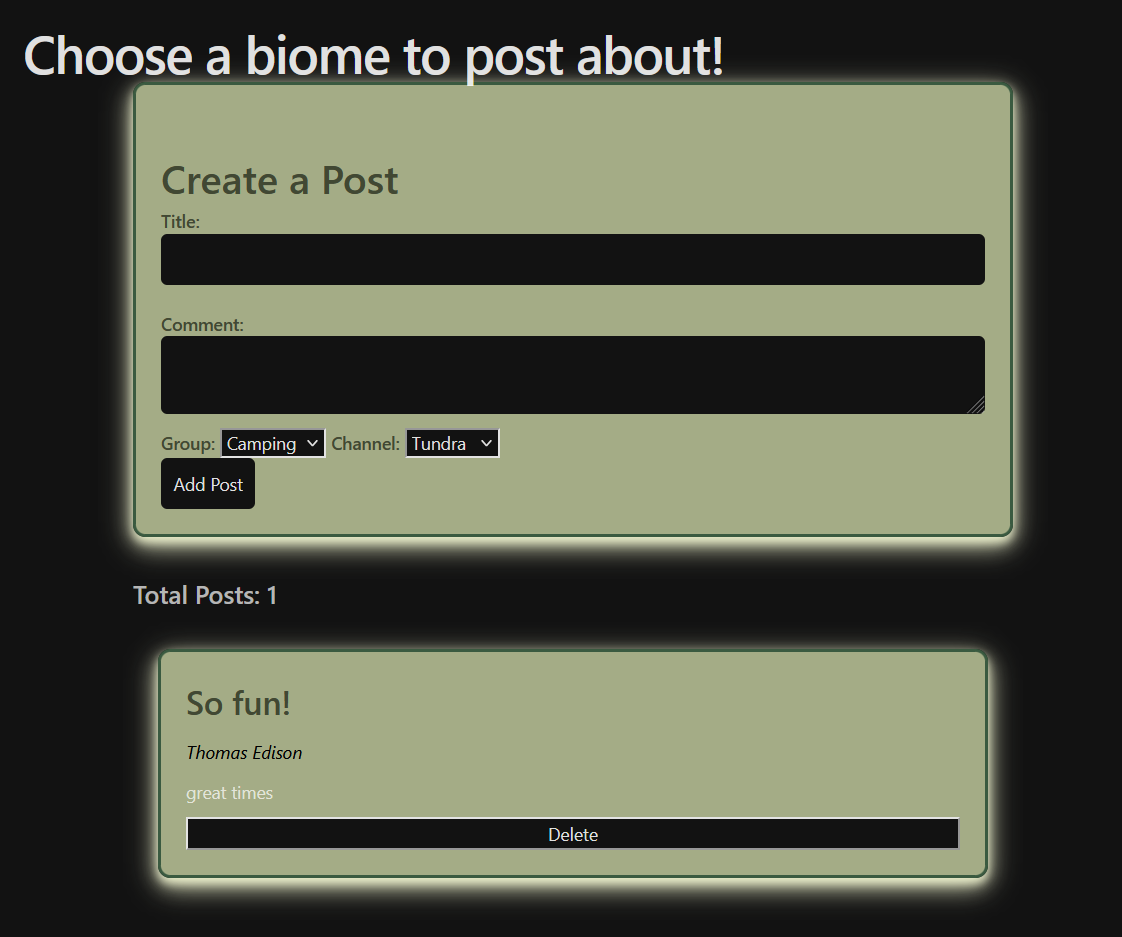 Choose a biome to post about!
Create a Post
Title:
Comment:
Group: Camping Channel: Tundra
Add Post
Total Posts: 1
So fun!
Thomas Edison
great times
Delete